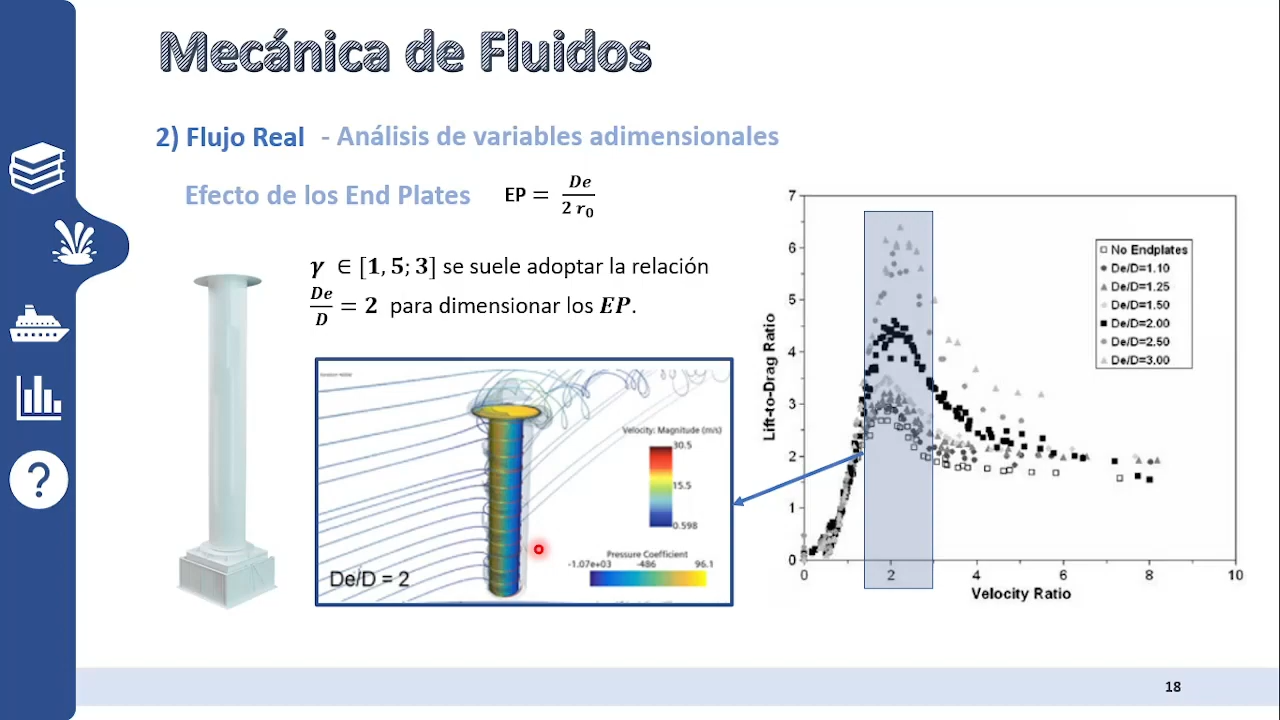 Mecánica de Fluidos
2) Flujo Real - Análisis de variables adimensionales
Efecto de los End Plates EP = De / 2 r₀
γ ∈ [1, 5; 3] se suele adoptar la relación
De / D = 2 para dimensionar los EP.
Velocity: Magnitude (m/s)
30.5
15.5
0.598
Pressure Coefficient
-1.07e+03 -486 96.1
De/D = 2
Lift-to-Drag Ratio
7
6
5
4
3
2
1
0
0 2 4 6 8 10
Velocity Ratio
No Endplates
De/D=1.10
De/D=1.25
De/D=1.50
De/D=2.00
De/D=2.50
De/D=3.00
?
18